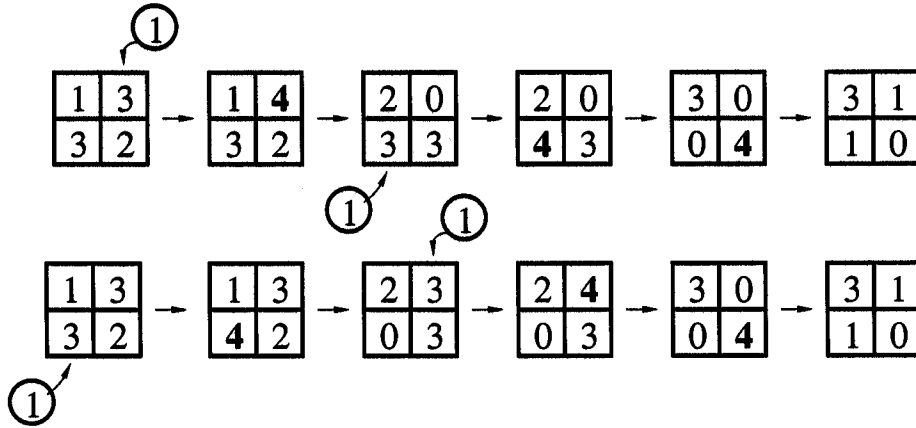 1
1 3 1 4 2 0 2 0 3 0 3 1
3 2 3 2 3 3 4 3 0 4 1 0
1 1
1 3 1 3 2 3 2 4 3 0 3 1
3 2 4 2 0 3 0 3 0 4 1 0
1